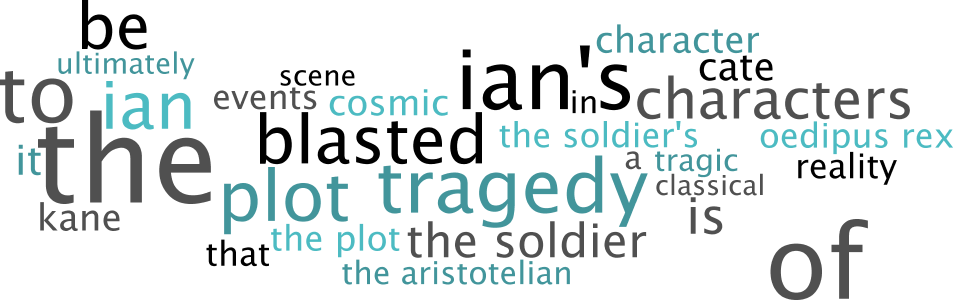 be
ultimately
character
scene
cate
to
ian
events
cosmic
ian's
in
characters
the
blasted
the soldier's
oedipus rex
it
plot
tragedy
a
tragic
reality
classical
kane
is
that
the plot
the soldier
of
the aristotelian